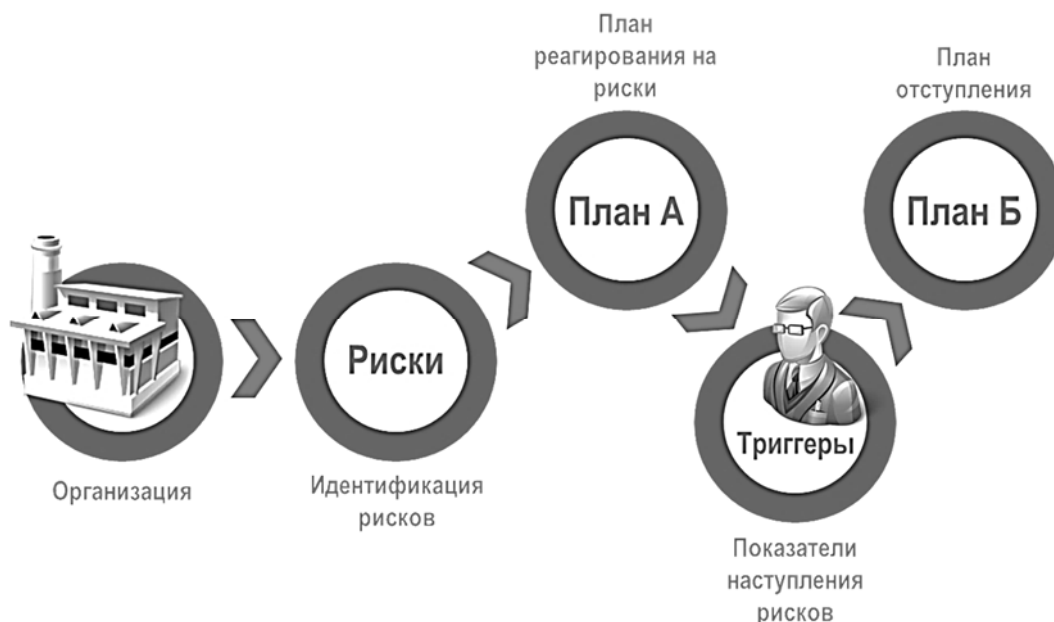 Организация
Риски
Идентификация
рисков
План
реагирования на
риски
План А
Триггеры
Показатели
наступления
рисков
План
отступления
План Б